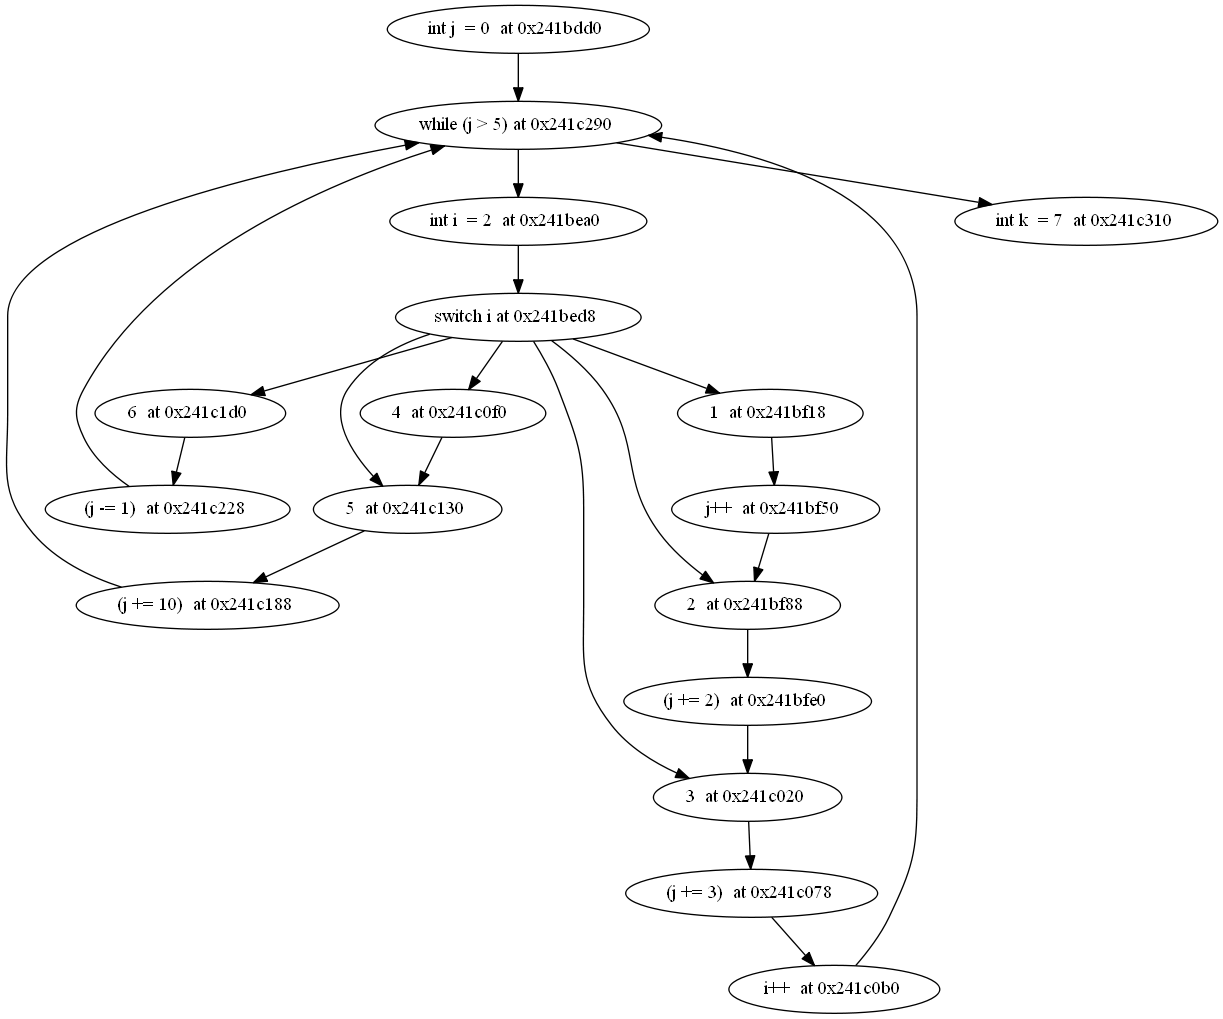 int j = 0 at 0x241bdd0
while (j > 5) at 0x241c290
int i = 2 at 0x241bea0
int k = 7 at 0x241c310
switch i at 0x241bed8
6 at 0x241c1d0
4 at 0x241c0f0
1 at 0x241bf18
(j -= 1) at 0x241c228
5 at 0x241c130
j++ at 0x241bf50
(j += 10) at 0x241c188
2 at 0x241bf88
(j += 2) at 0x241bfe0
3 at 0x241c020
(j += 3) at 0x241c078
i++ at 0x241c0b0